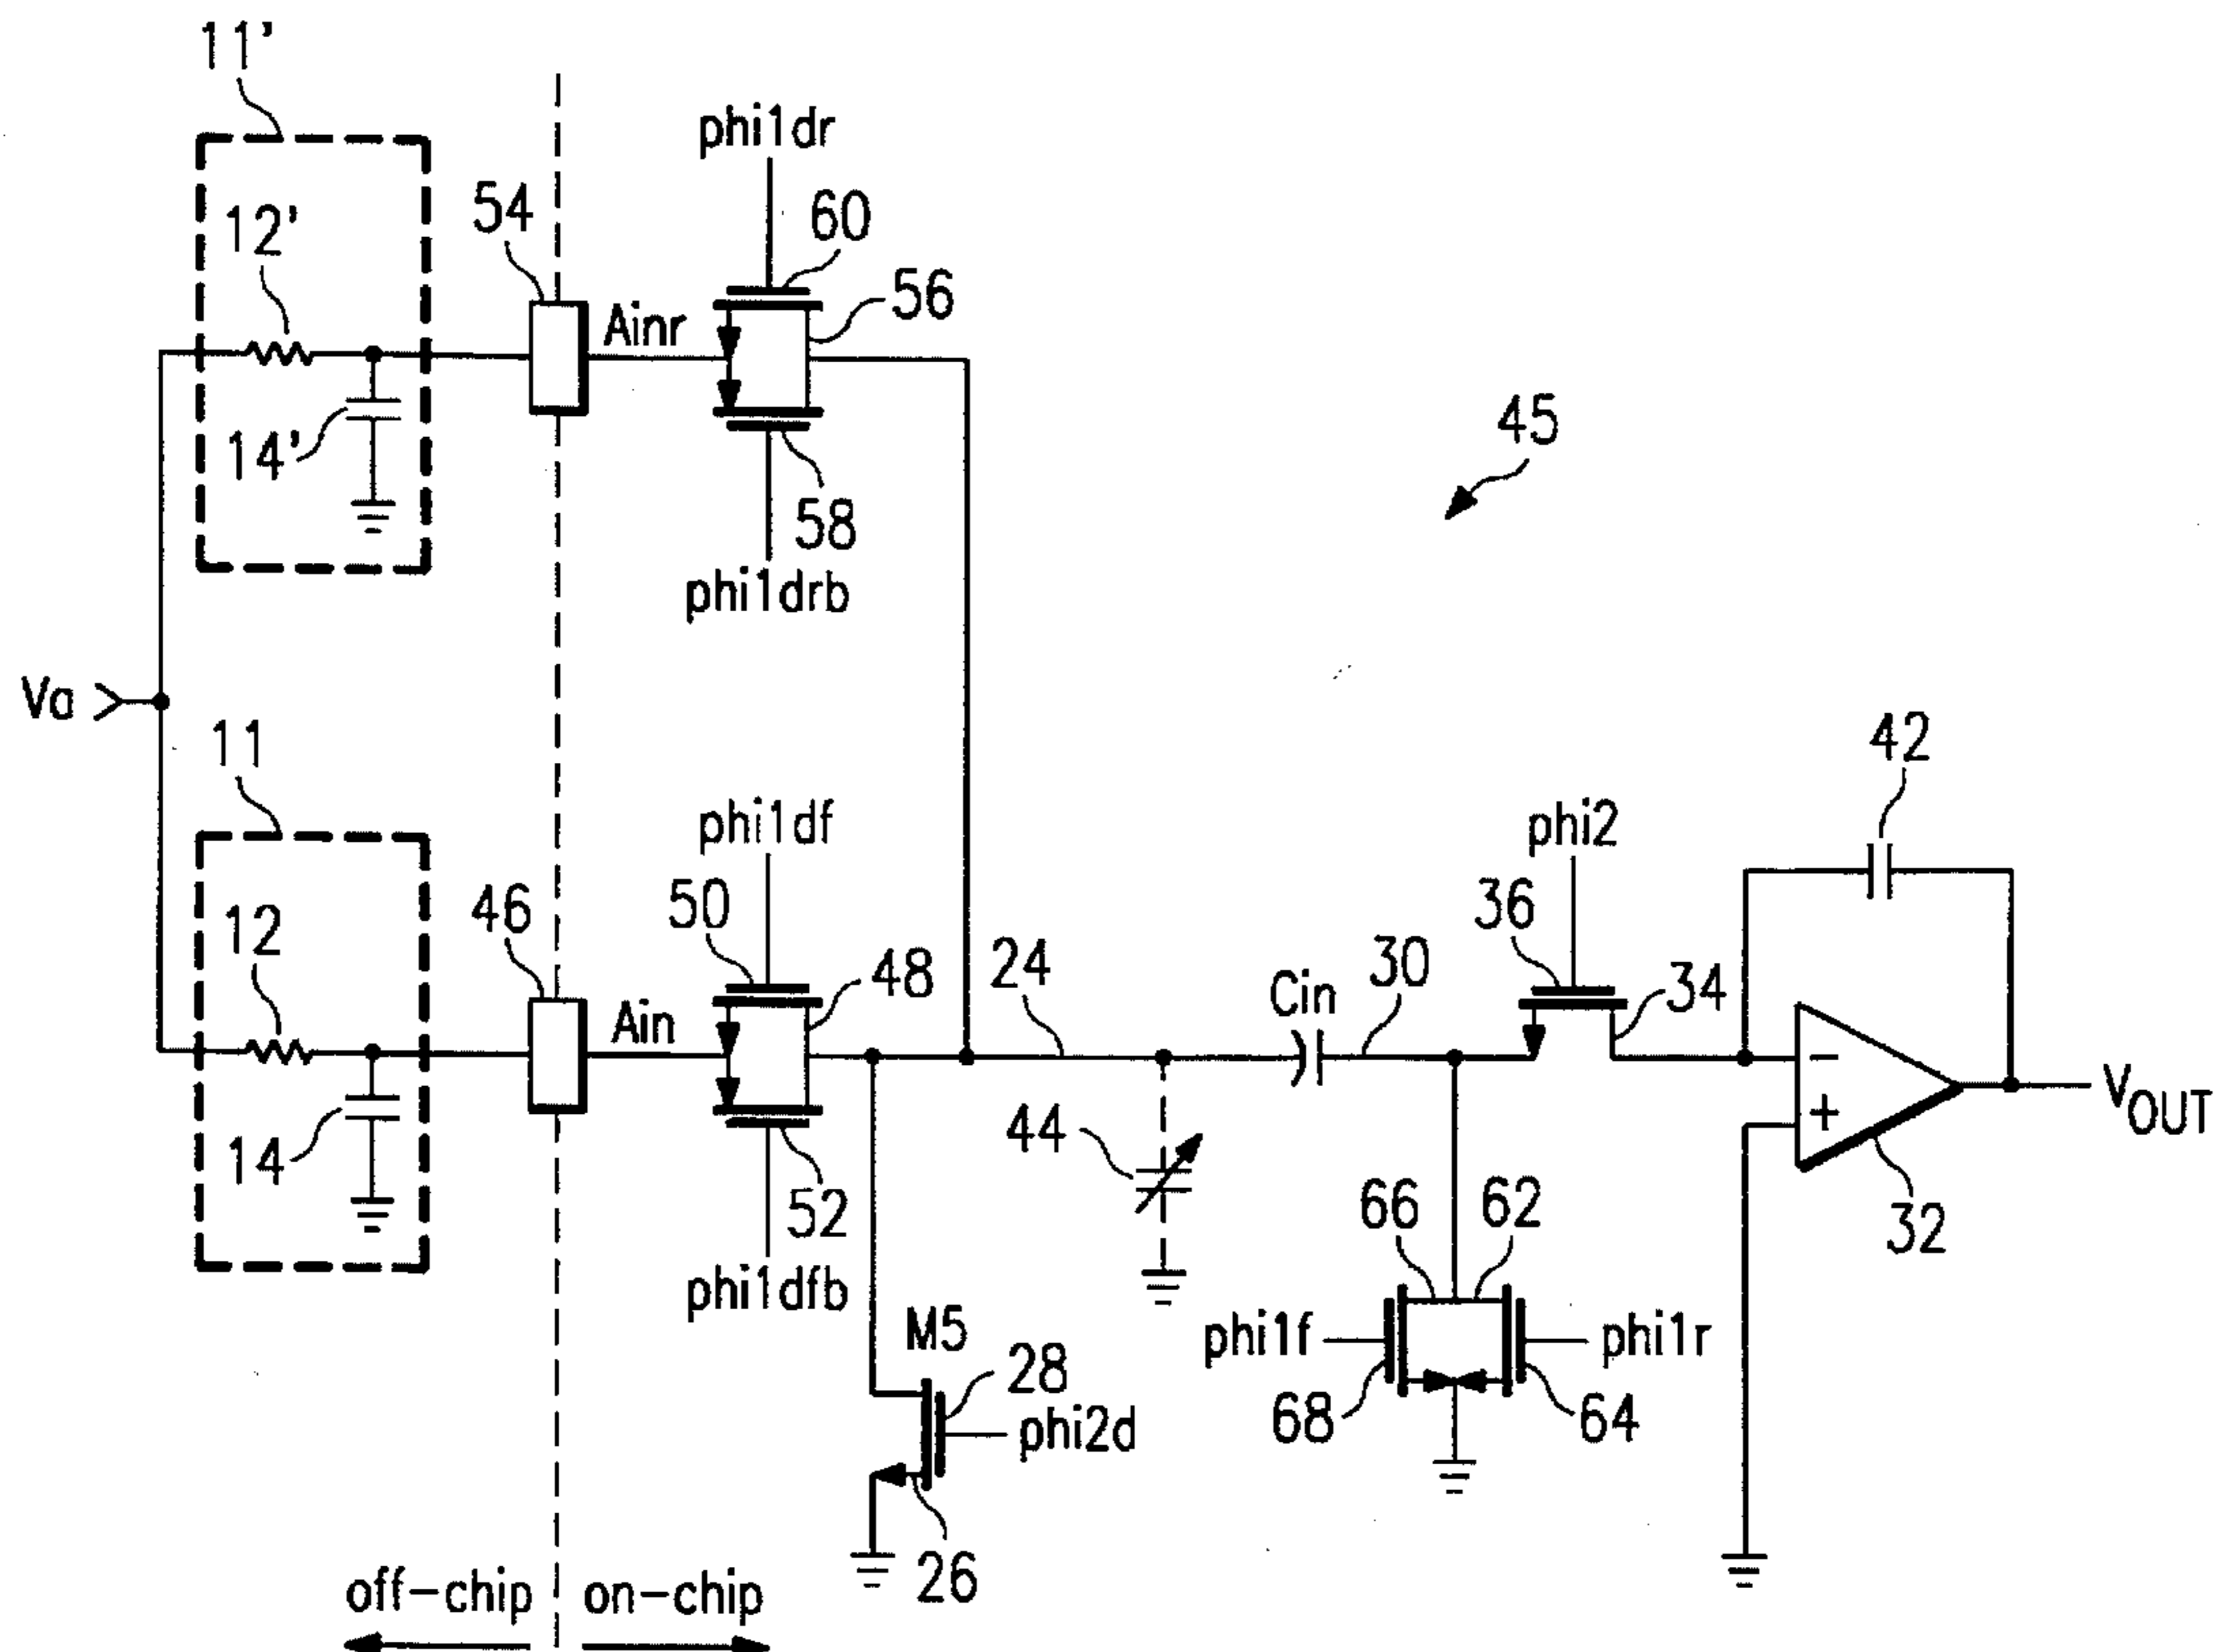 11'
phi1dr
12'
54
60
Ainr
56
14'
45
58
phi1drb
Va
11
42
phi1df
phi2
12
46
50
36
48
24
Cin
30
34
Ain
44
VOUT
14
52
66
62
32
phi1dfb
M5
phi1f
phi1r
28
68
64
phi2d
26
off-chip
on-chip